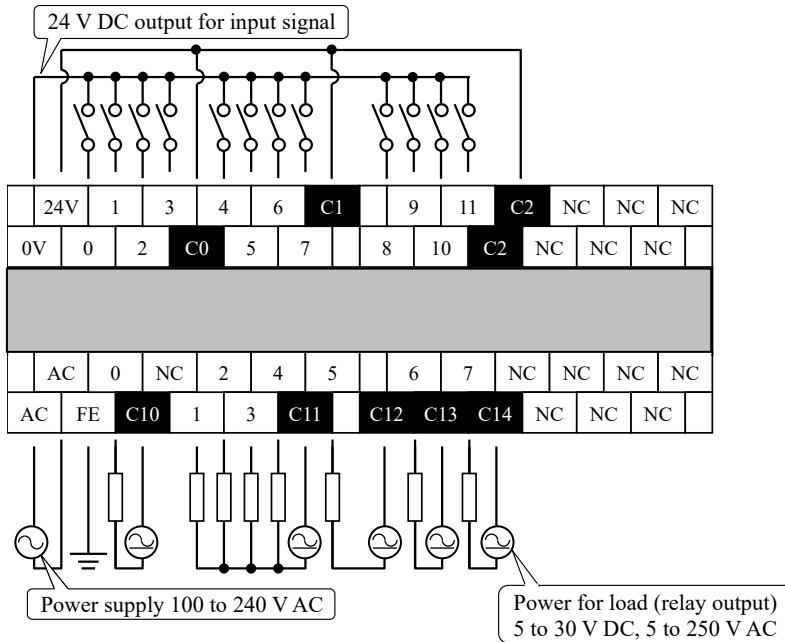 24 V DC output for input signal
24V 1 3 4 6 C1 9 11 C2 NC NC NC
0V 0 2 C0 5 7 8 10 C2 NC NC NC
AC 0 NC 2 4 5 6 7 NC NC NC NC
AC FE C10 1 3 C11 C12 C13 C14 NC NC NC
Power supply 100 to 240 V AC
Power for load (relay output)
5 to 30 V DC, 5 to 250 V AC